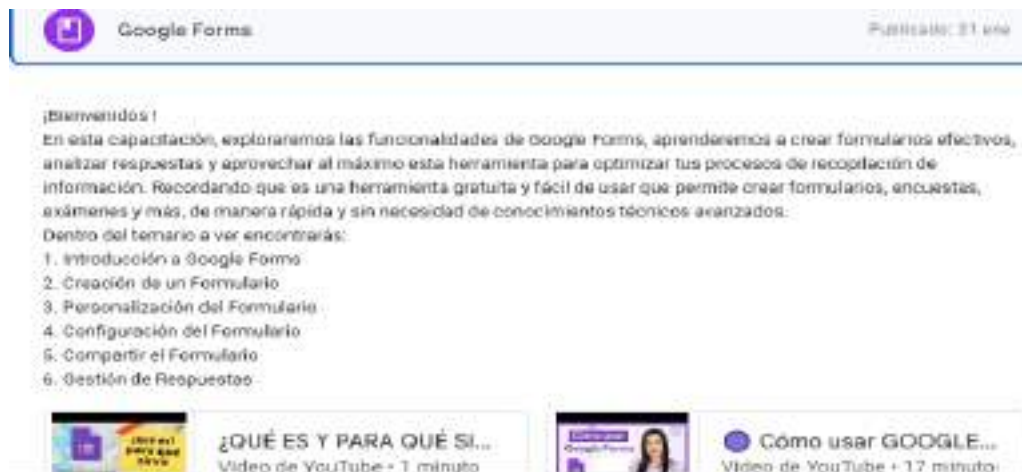 Google Forms
Publicado: 31 ene
¡Bienvenidos !
En esta capacitación, exploraremos las funcionalidades de Google Forms, aprenderemos a crear formularios efectivos,
analizar respuestas y aprovechar al máximo esta herramienta para optimizar tus procesos de recopilación de
información. Recordando que es una herramienta gratuita y fácil de usar que permite crear formularios, encuestas,
exámenes y más, de manera rápida y sin necesidad de conocimientos técnicos avanzados.
Dentro del temario a ver encontrarás:
1. Introducción a Google Forms
2. Creación de un Formulario
3. Personalización del Formulario
4. Configuración del Formulario
5. Compartir el Formulario
6. Gestión de Respuestas
¿QUÉ ES Y PARA QUÉ SI...
Video de YouTube • 1 minuto
Cómo usar GOOGLE...
Video de YouTube • 17 minutos